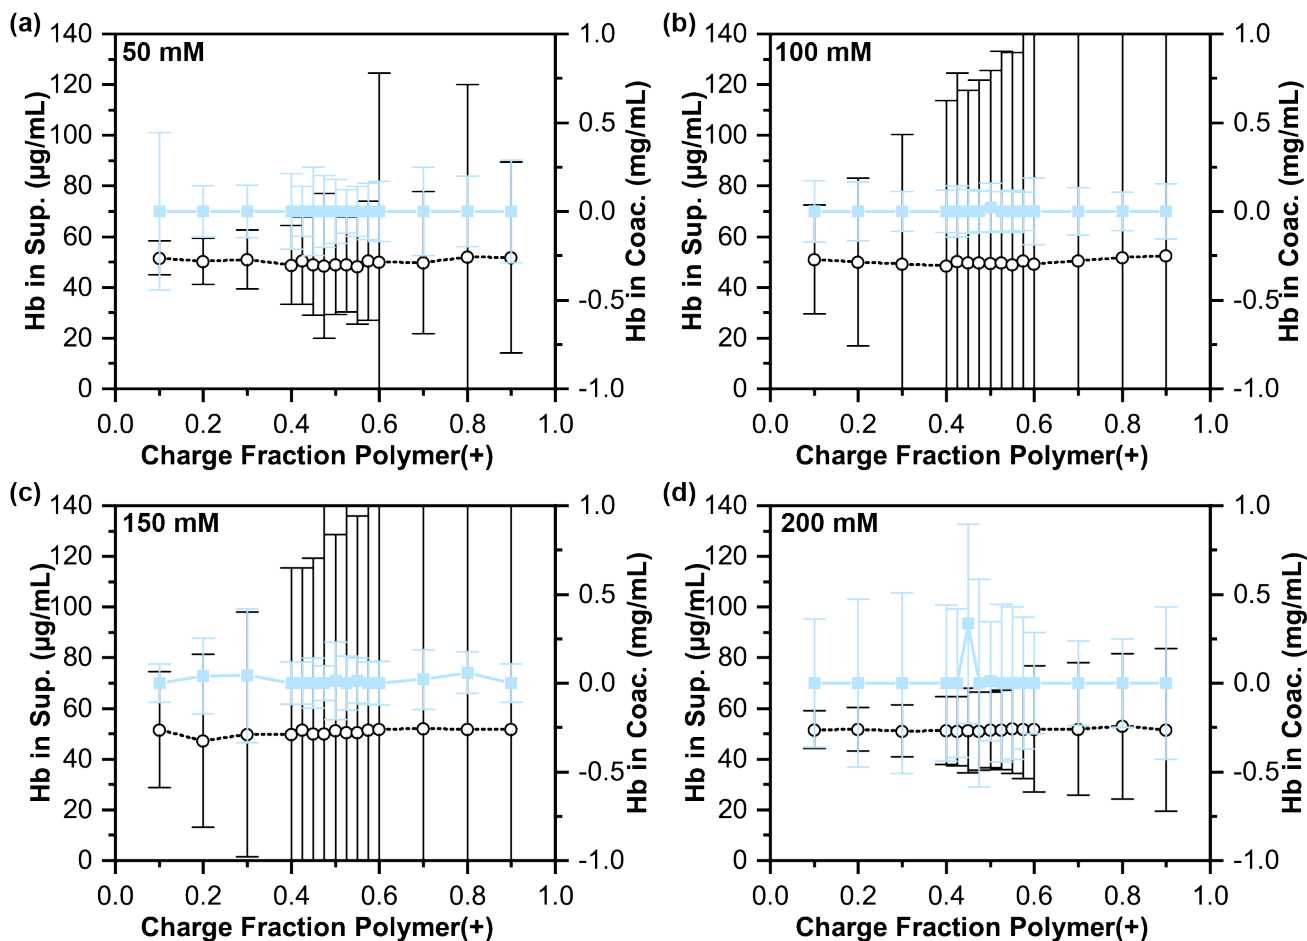 (a)
50 mM
140
120
100
80
60
40
20
0
Hb in Sup. (µg/mL)
1.0
0.5
0.0
-0.5
-1.0
Hb in Coac. (mg/mL)
0.0 0.2 0.4 0.6 0.8 1.0
Charge Fraction Polymer(+)
(b)
100 mM
140
120
100
80
60
40
20
0
Hb in Sup. (µg/mL)
1.0
0.5
0.0
-0.5
-1.0
Hb in Coac. (mg/mL)
0.0 0.2 0.4 0.6 0.8 1.0
Charge Fraction Polymer(+)
(c)
150 mM
140
120
100
80
60
40
20
0
Hb in Sup. (µg/mL)
1.0
0.5
0.0
-0.5
-1.0
Hb in Coac. (mg/mL)
0.0 0.2 0.4 0.6 0.8 1.0
Charge Fraction Polymer(+)
(d)
200 mM
140
120
100
80
60
40
20
0
Hb in Sup. (µg/mL)
1.0
0.5
0.0
-0.5
-1.0
Hb in Coac. (mg/mL)
0.0 0.2 0.4 0.6 0.8 1.0
Charge Fraction Polymer(+)